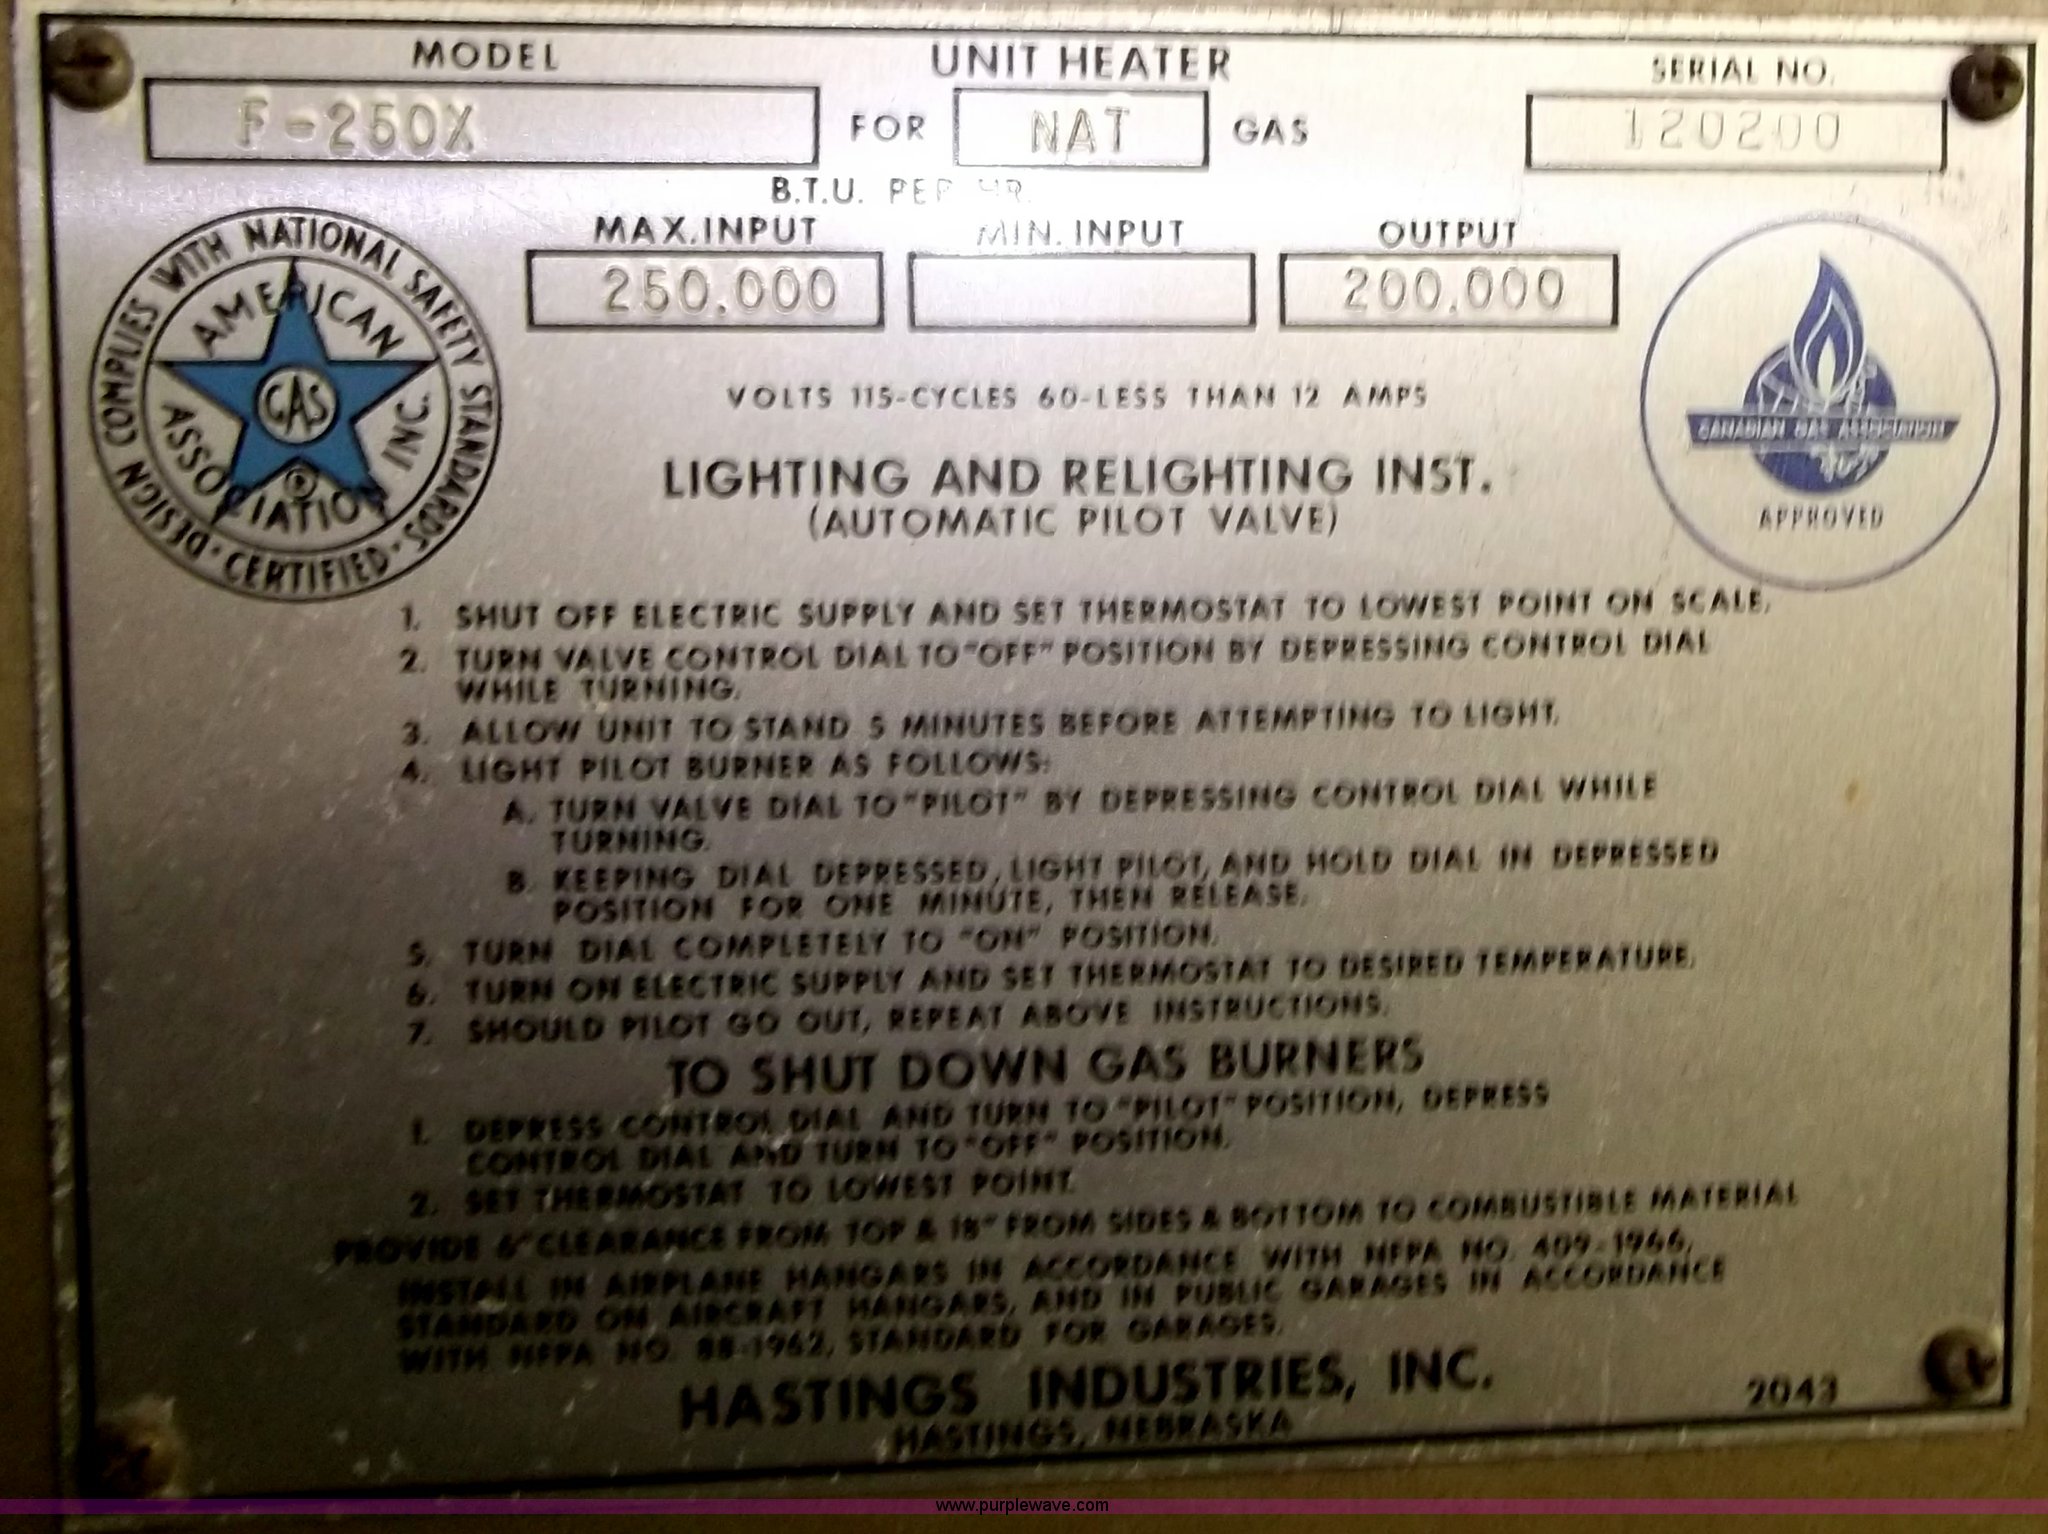 MODEL UNIT HEATER SERIAL NO.
F-250X FOR NAT GAS 120200
B.T.U. PER HR.
MAX. INPUT MIN. INPUT OUTPUT
250,000 200,000
DESIGN COMPLIES WITH NATIONAL SAFETY STANDARDS · CERTIFIED ·
AMERICAN GAS ASSOCIATION INC.
®
CANADIAN GAS ASSOCIATION
APPROVED
VOLTS 115-CYCLES 60-LESS THAN 12 AMPS
LIGHTING AND RELIGHTING INST.
(AUTOMATIC PILOT VALVE)
1. SHUT OFF ELECTRIC SUPPLY AND SET THERMOSTAT TO LOWEST POINT ON SCALE.
2. TURN VALVE CONTROL DIAL TO "OFF" POSITION BY DEPRESSING CONTROL DIAL
WHILE TURNING.
3. ALLOW UNIT TO STAND 5 MINUTES BEFORE ATTEMPTING TO LIGHT.
4. LIGHT PILOT BURNER AS FOLLOWS:
A. TURN VALVE DIAL TO "PILOT" BY DEPRESSING CONTROL DIAL WHILE
TURNING.
B. KEEPING DIAL DEPRESSED, LIGHT PILOT, AND HOLD DIAL IN DEPRESSED
POSITION FOR ONE MINUTE, THEN RELEASE.
5. TURN DIAL COMPLETELY TO "ON" POSITION.
6. TURN ON ELECTRIC SUPPLY AND SET THERMOSTAT TO DESIRED TEMPERATURE.
7. SHOULD PILOT GO OUT, REPEAT ABOVE INSTRUCTIONS.
TO SHUT DOWN GAS BURNERS
1. DEPRESS CONTROL DIAL AND TURN TO "PILOT" POSITION, DEPRESS
CONTROL DIAL AND TURN TO "OFF" POSITION.
2. SET THERMOSTAT TO LOWEST POINT.
PROVIDE 6" CLEARANCE FROM TOP & 18" FROM SIDES & BOTTOM TO COMBUSTIBLE MATERIAL
INSTALL IN AIRPLANE HANGARS IN ACCORDANCE WITH NFPA NO. 409-1966,
STANDARD ON AIRCRAFT HANGARS, AND IN PUBLIC GARAGES IN ACCORDANCE
WITH NFPA NO. 88-1962, STANDARD FOR GARAGES.
HASTINGS INDUSTRIES, INC.
HASTINGS, NEBRASKA
2043
www.purplewave.com